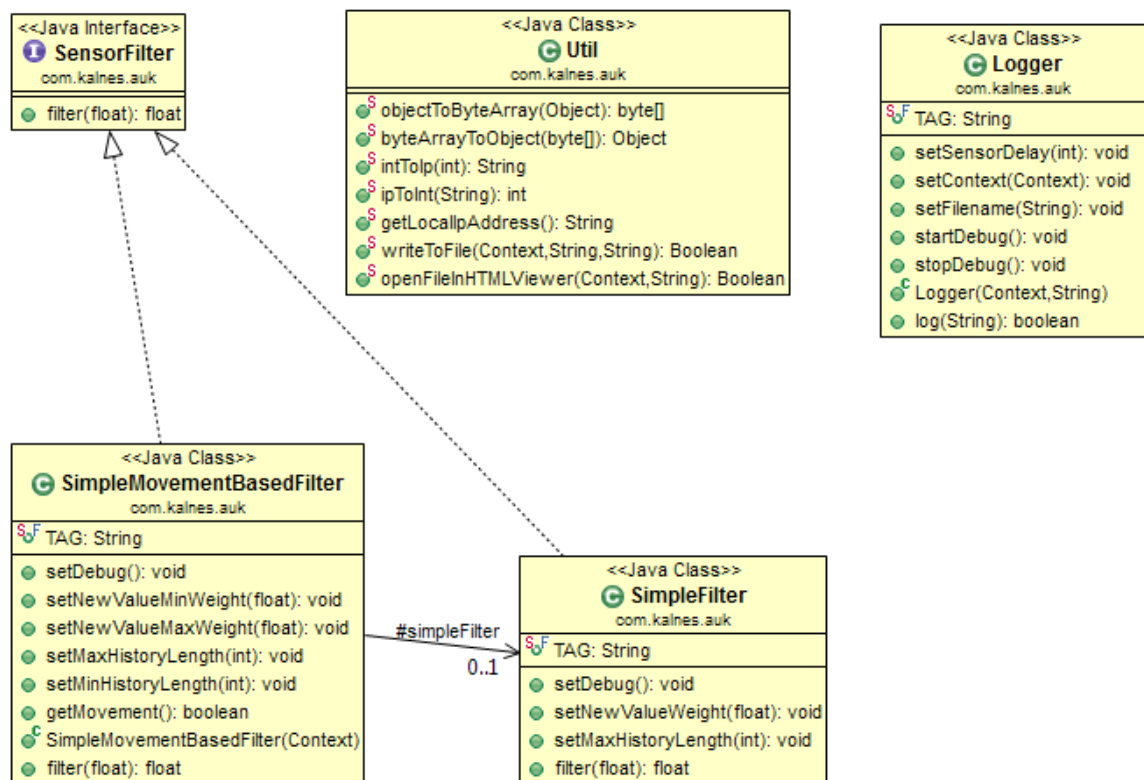 <<Java Interface>>
I SensorFilter
com.kalnes.auk
filter(float): float
<<Java Class>>
C Util
com.kalnes.auk
S objectToByteArray(Object): byte[]
S byteArrayToObject(byte[]): Object
S intToIp(int): String
S ipToInt(String): int
S getLocalIpAddress(): String
S writeToFile(Context,String,String): Boolean
S openFileInHTMLViewer(Context,String): Boolean
<<Java Class>>
C Logger
com.kalnes.auk
S F TAG: String
setSensorDelay(int): void
setContext(Context): void
setFilename(String): void
startDebug(): void
stopDebug(): void
C Logger(Context,String)
log(String): boolean
<<Java Class>>
C SimpleMovementBasedFilter
com.kalnes.auk
S F TAG: String
setDebug(): void
setNewValueMinWeight(float): void
setNewValueMaxWeight(float): void
setMaxHistoryLength(int): void
setMinHistoryLength(int): void
getMovement(): boolean
C SimpleMovementBasedFilter(Context)
filter(float): float
#simpleFilter
0..1
<<Java Class>>
C SimpleFilter
com.kalnes.auk
S F TAG: String
setDebug(): void
setNewValueWeight(float): void
setMaxHistoryLength(int): void
filter(float): float